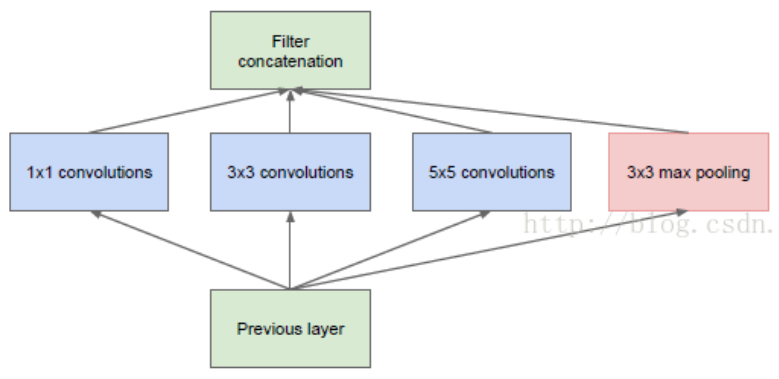 Filter
concatenation
1x1 convolutions
3x3 convolutions
5x5 convolutions
3x3 max pooling
http://blog.csdn.
Previous layer